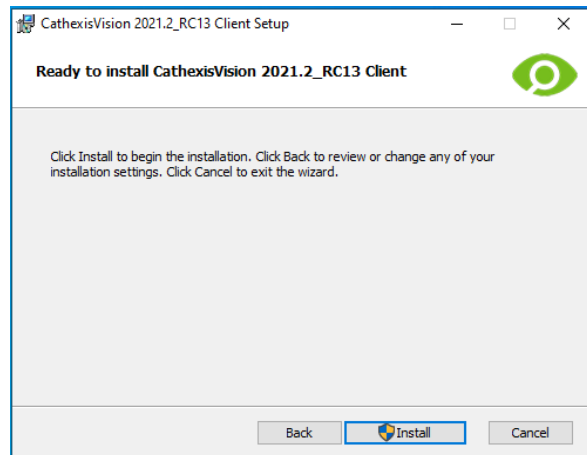 CathexisVision 2021.2_RC13 Client Setup
Ready to install CathexisVision 2021.2_RC13 Client
Click Install to begin the installation. Click Back to review or change any of your
installation settings. Click Cancel to exit the wizard.
Back Install Cancel